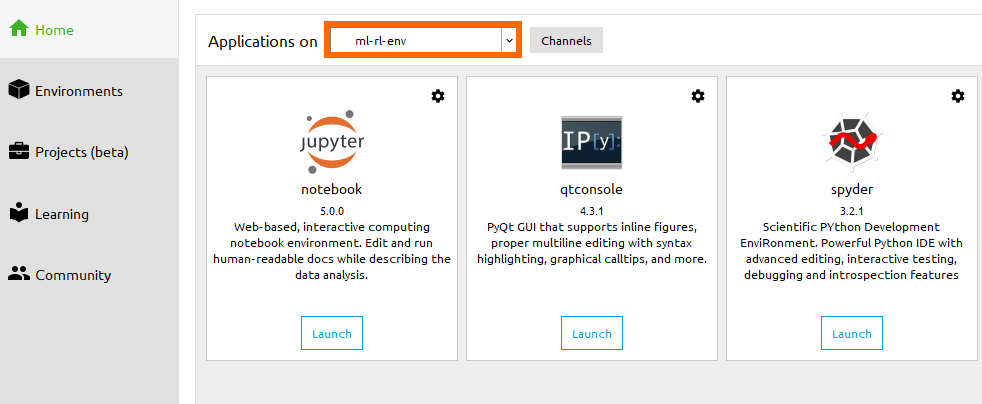 Home
Environments
Projects (beta)
Learning
Community
Applications on
ml-rl-env
Channels
jupyter
notebook
5.0.0
Web-based, interactive computing
notebook environment. Edit and run
human-readable docs while describing the
data analysis.
Launch
IP[y]:
qtconsole
4.3.1
PyQt GUI that supports inline figures,
proper multiline editing with syntax
highlighting, graphical calltips, and more.
Launch
spyder
3.2.1
Scientific PYthon Development
EnviRonment. Powerful Python IDE with
advanced editing, interactive testing,
debugging and introspection features
Launch